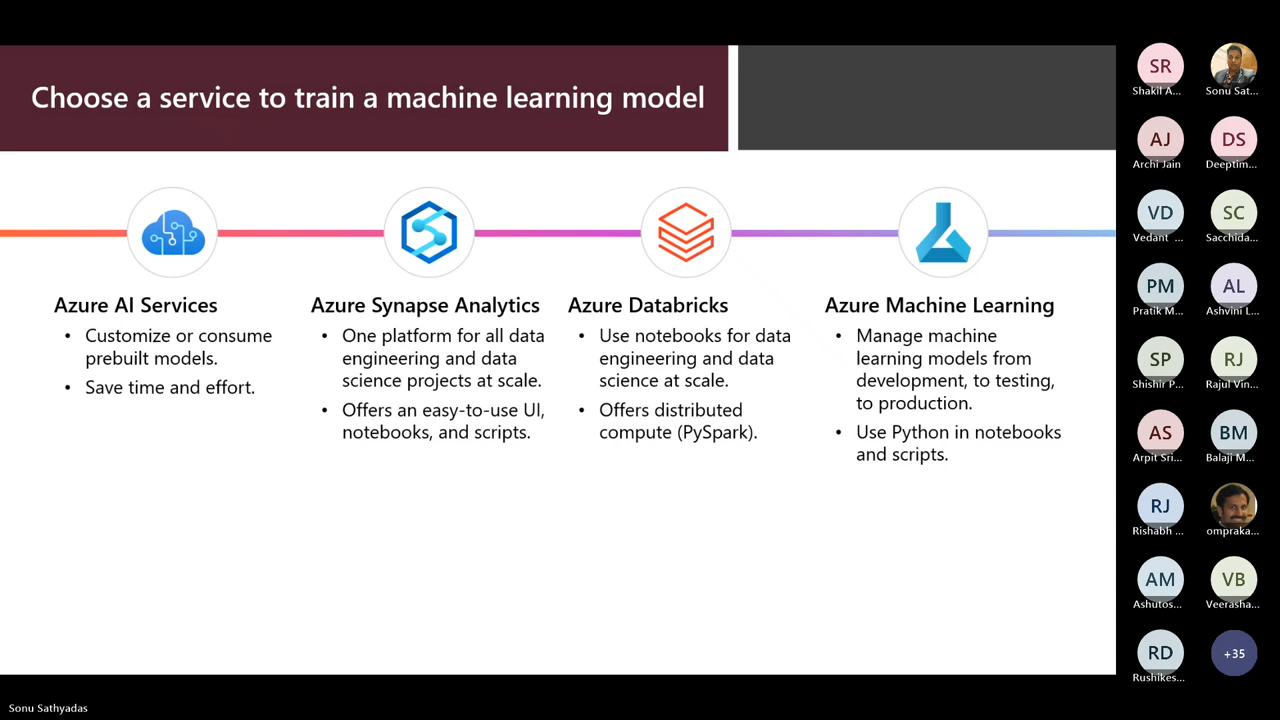 Choose a service to train a machine learning model
Azure AI Services
• Customize or consume
prebuilt models.
• Save time and effort.
Azure Synapse Analytics
• One platform for all data
engineering and data
science projects at scale.
• Offers an easy-to-use UI,
notebooks, and scripts.
Azure Databricks
• Use notebooks for data
engineering and data
science at scale.
• Offers distributed
compute (PySpark).
Azure Machine Learning
• Manage machine
learning models from
development, to testing,
to production.
• Use Python in notebooks
and scripts.
SR
Shakil A...
Sonu Sat...
AJ
Archi Jain
DS
Deeptim...
VD
Vedant ...
SC
Sacchida...
PM
Pratik M...
AL
Ashvini L...
SP
Shishir P...
RJ
Rajul Vin...
AS
Arpit Sri...
BM
Balaji M...
RJ
Rishabh ...
ompraka...
AM
Ashutos...
VB
Veerasha...
RD
Rushikes...
+35
Sonu Sathyadas